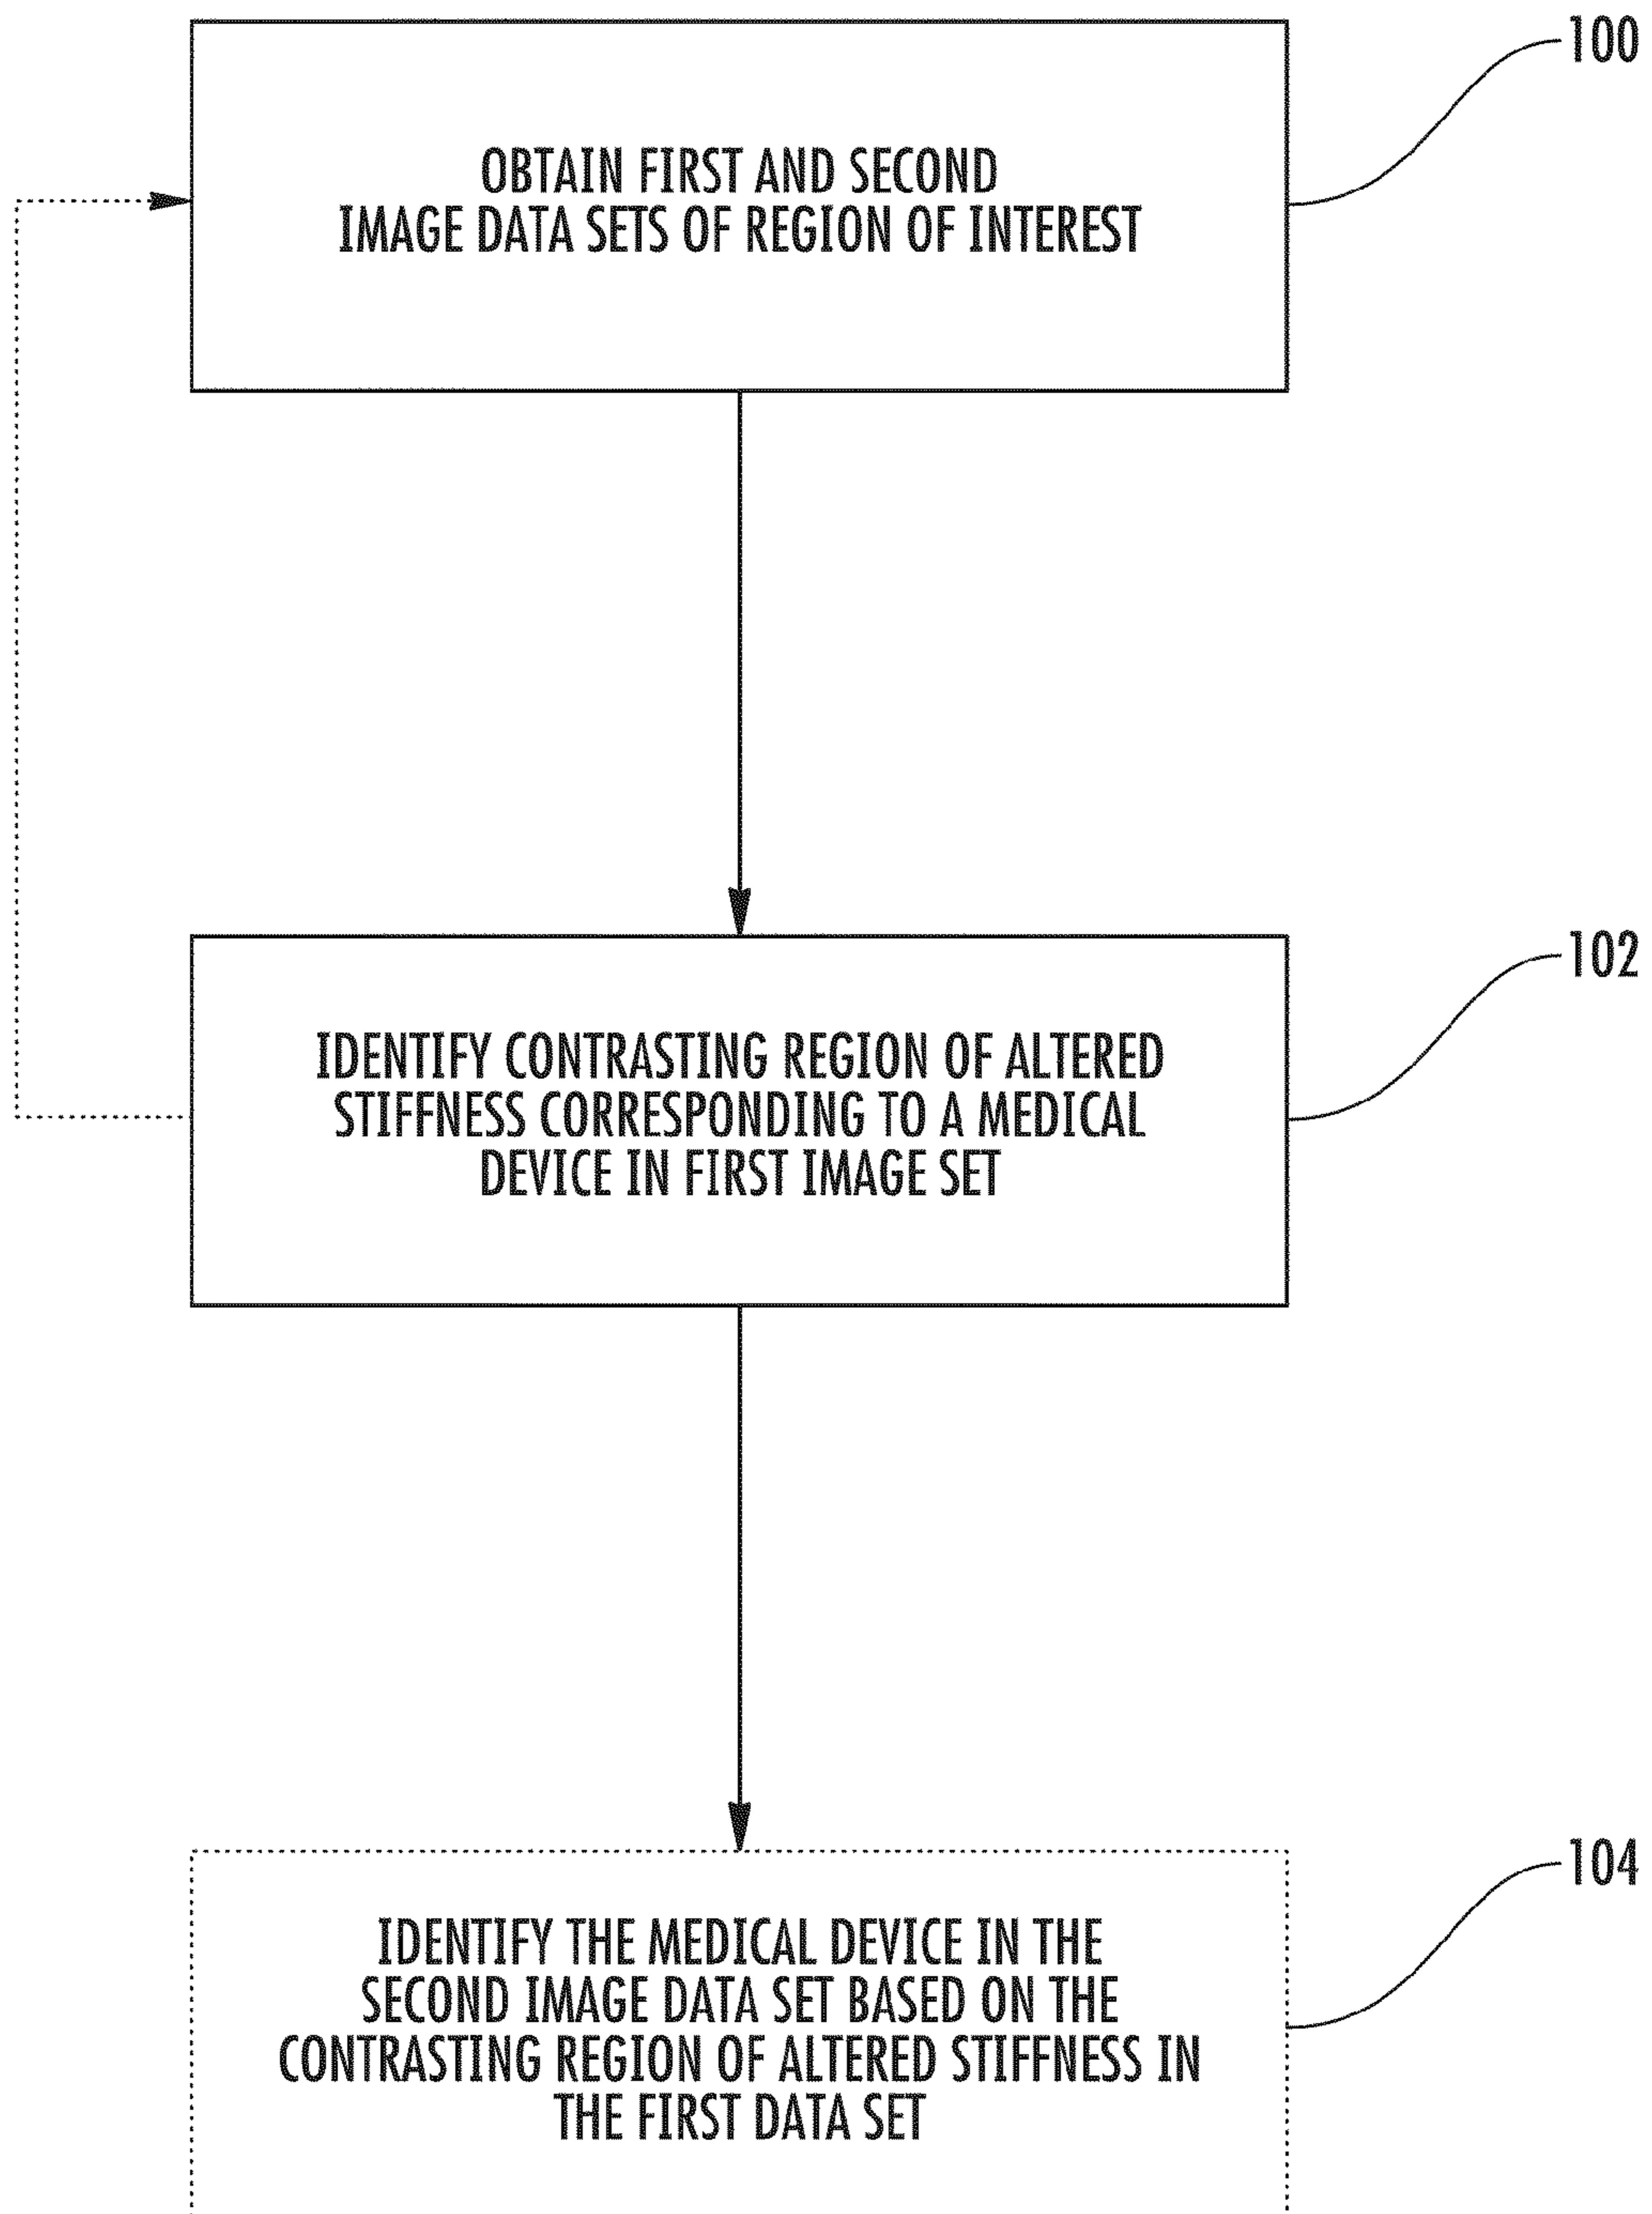 100
OBTAIN FIRST AND SECOND
IMAGE DATA SETS OF REGION OF INTEREST
102
IDENTIFY CONTRASTING REGION OF ALTERED
STIFFNESS CORRESPONDING TO A MEDICAL
DEVICE IN FIRST IMAGE SET
104
IDENTIFY THE MEDICAL DEVICE IN THE
SECOND IMAGE DATA SET BASED ON THE
CONTRASTING REGION OF ALTERED STIFFNESS IN
THE FIRST DATA SET